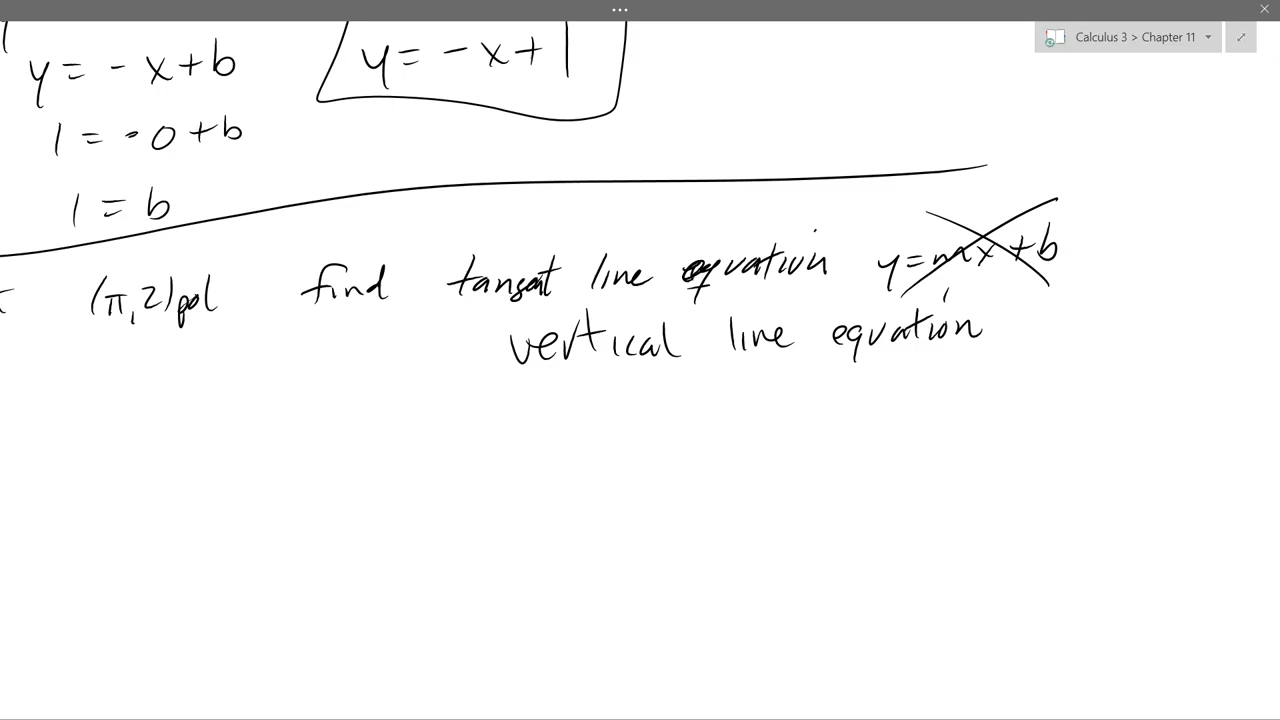 Calculus 3 > Chapter 11
y = - x + b
y = - x + 1
1 = - 0 + b
1 = b
(π, 2)pol find tangent line equation y = mx + b
vertical line equation